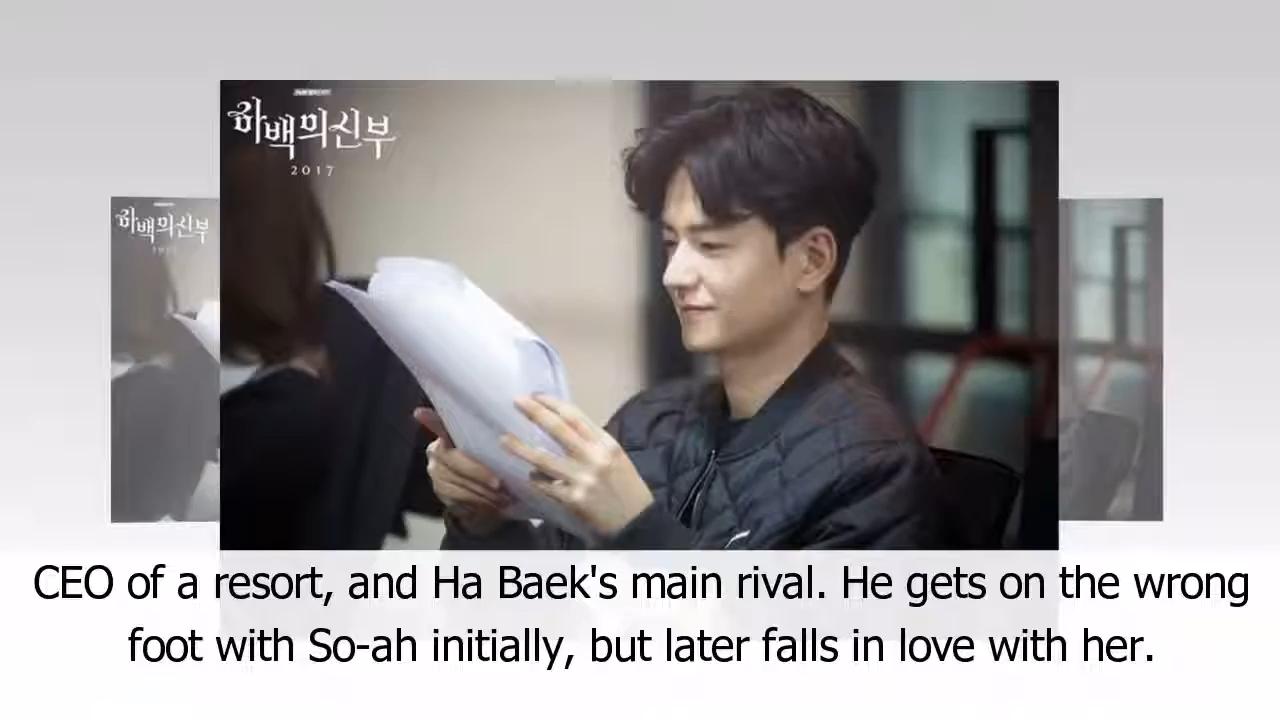 하백의신부
2017
하백의신부
CEO of a resort, and Ha Baek's main rival. He gets on the wrong
foot with So-ah initially, but later falls in love with her.